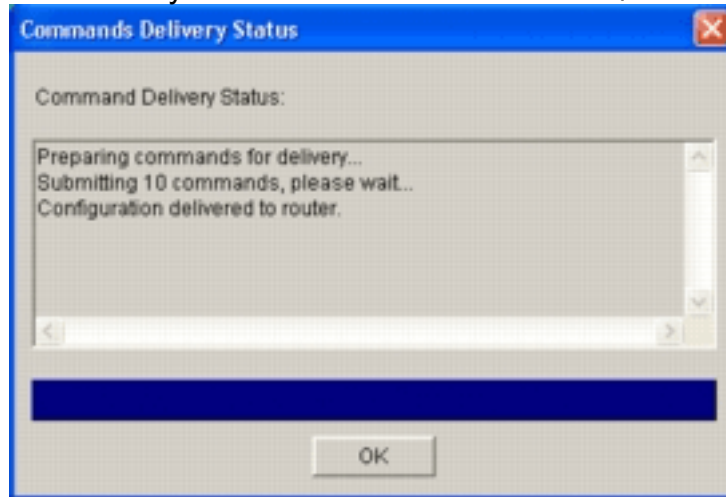 Commands Delivery Status
Command Delivery Status:
Preparing commands for delivery...
Submitting 10 commands, please wait...
Configuration delivered to router.
OK